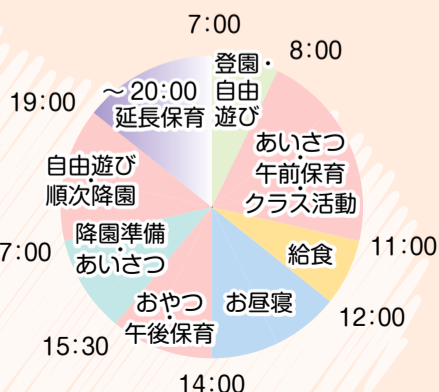 7:00
8:00
登園・
自由
遊び
あいさつ
・
午前保育
・
クラス活動
11:00
給食
12:00
お昼寝
14:00
おやつ
・
午後保育
15:30
降園準備
・
あいさつ
7:00
自由遊び
・
順次降園
19:00
〜20:00
延長保育